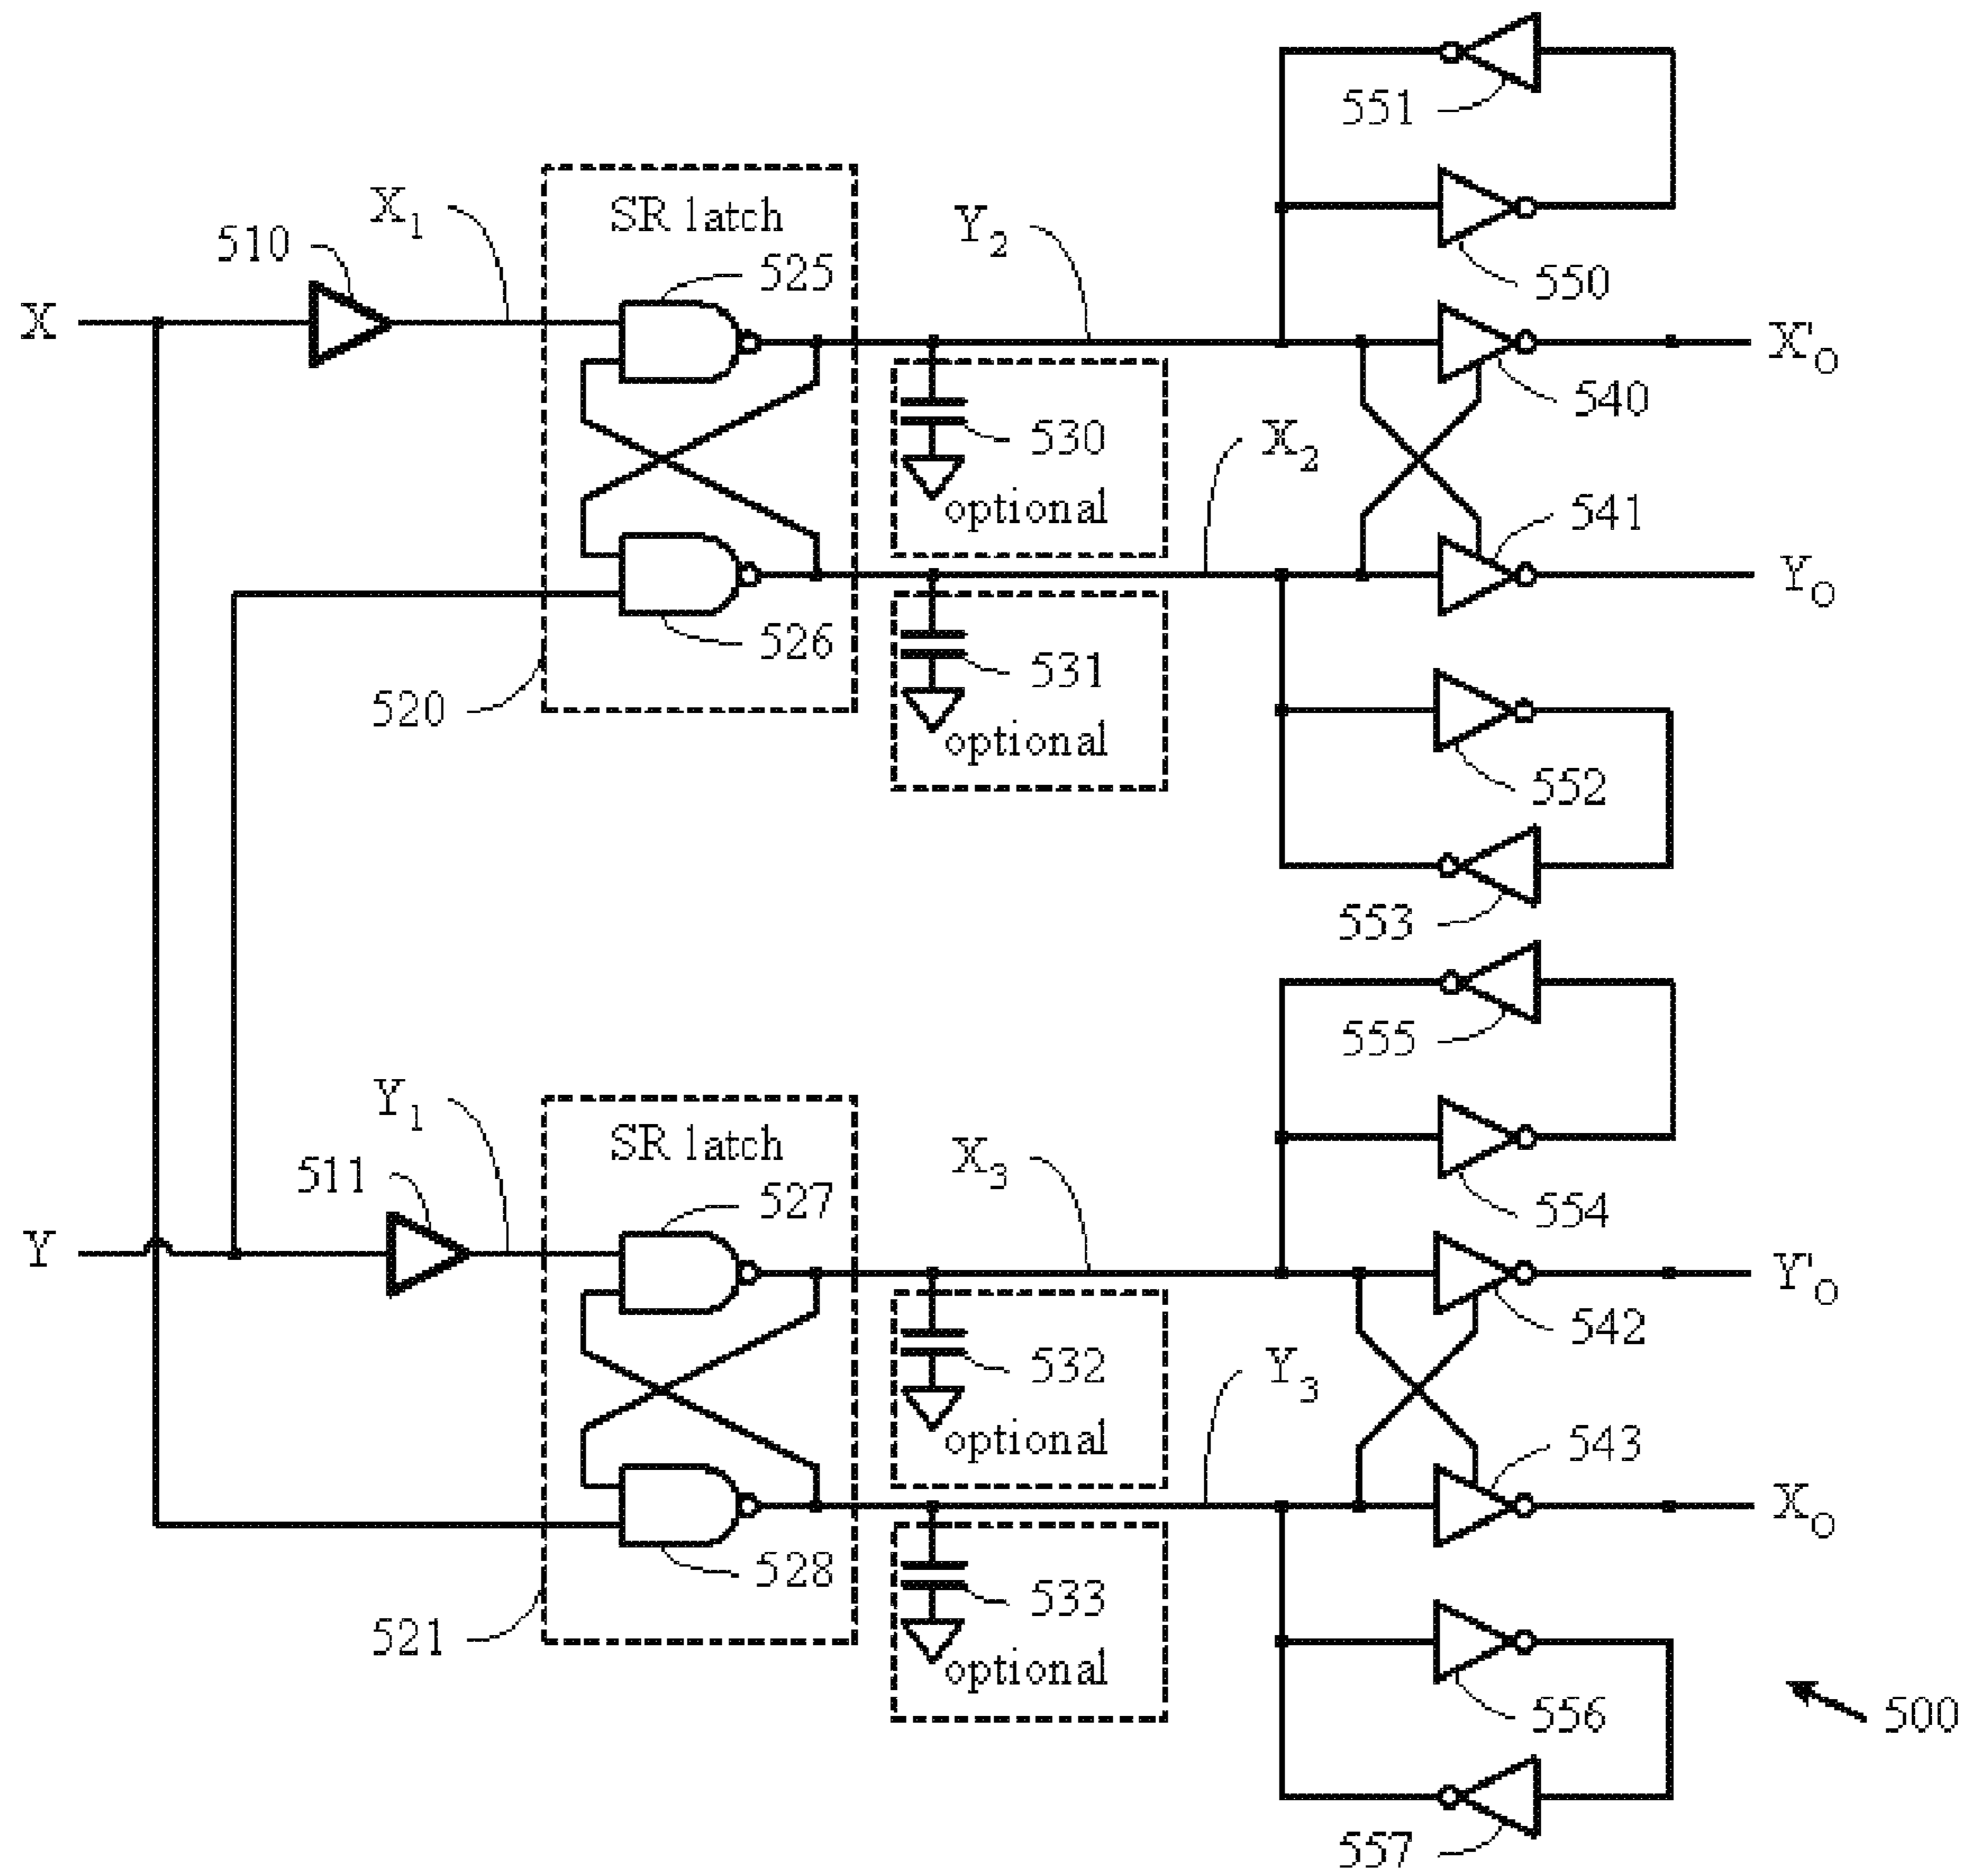 551
X₁
SR latch
Y₂
510
525
550
X
X'O
540
530
X₂
optional
541
YO
526
531
520
optional
552
553
555
Y₁
SR latch
X₃
511
527
554
Y
Y'O
542
532
Y₃
optional
543
XO
528
533
521
optional
556
500
557